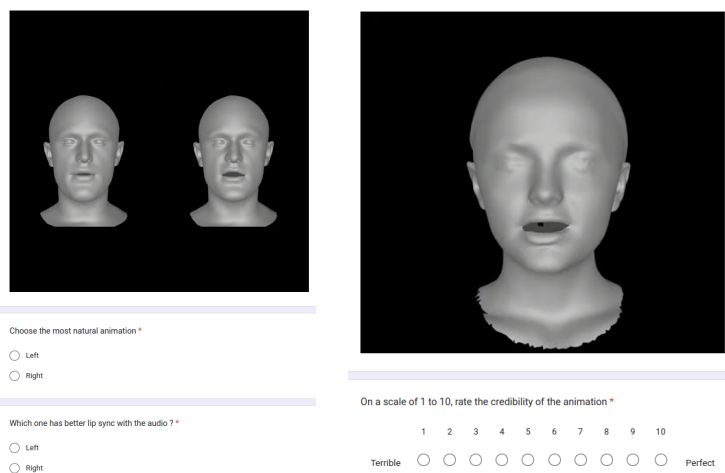 Choose the most natural animation *
Left
Right
Which one has better lip sync with the audio ? *
Left
Right
On a scale of 1 to 10, rate the credibility of the animation *
1 2 3 4 5 6 7 8 9 10
Terrible Perfect